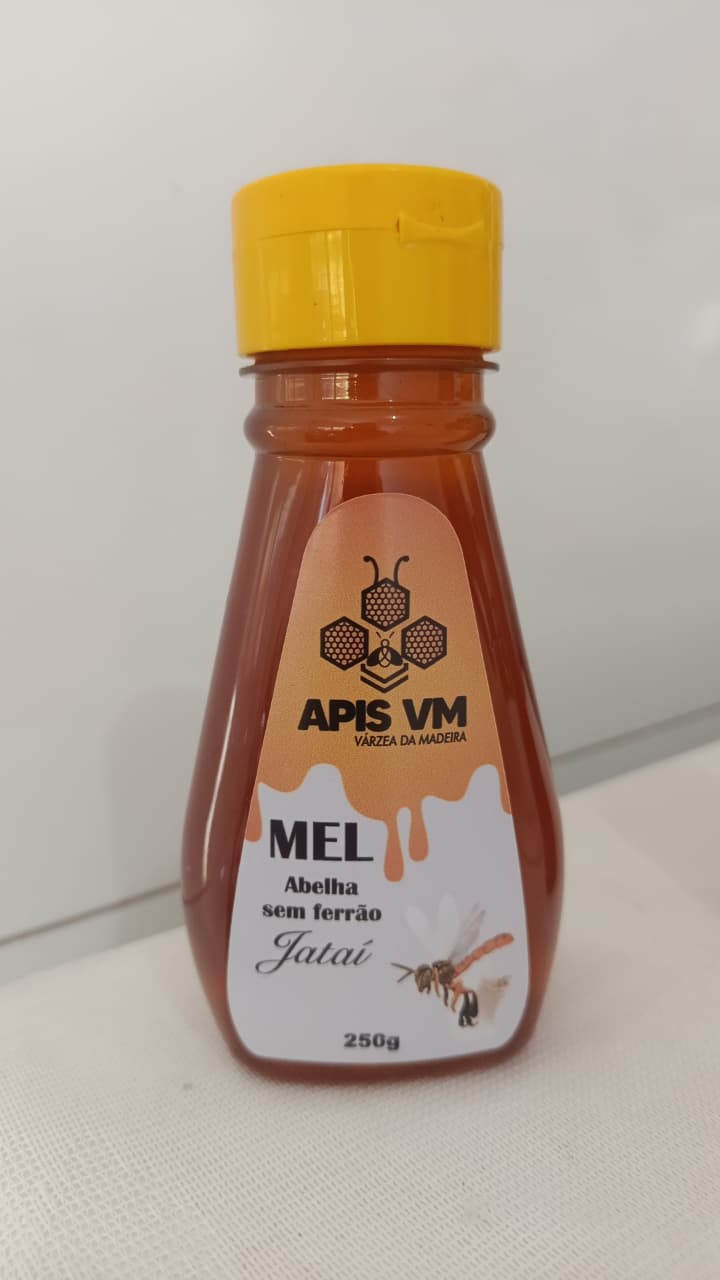 APIS VM
VÁRZEA DA MADEIRA
MEL
Abelha
sem ferrão
Jataí
250g